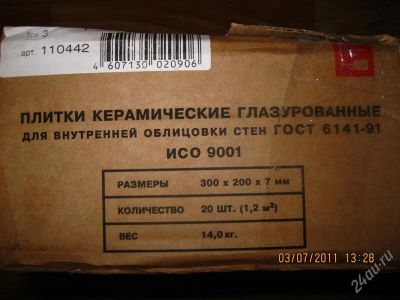 1сп 3
арт. 110442
4 607130 020906
ПЛИТКИ КЕРАМИЧЕСКИЕ ГЛАЗУРОВАННЫЕ
ДЛЯ ВНУТРЕННЕЙ ОБЛИЦОВКИ СТЕН ГОСТ 6141-91
ИСО 9001
РАЗМЕРЫ 300 x 200 x 7 мм
КОЛИЧЕСТВО 20 ШТ. (1,2 м²)
ВЕС 14,0 кг.
03/07/2011 13:28
24au.ru